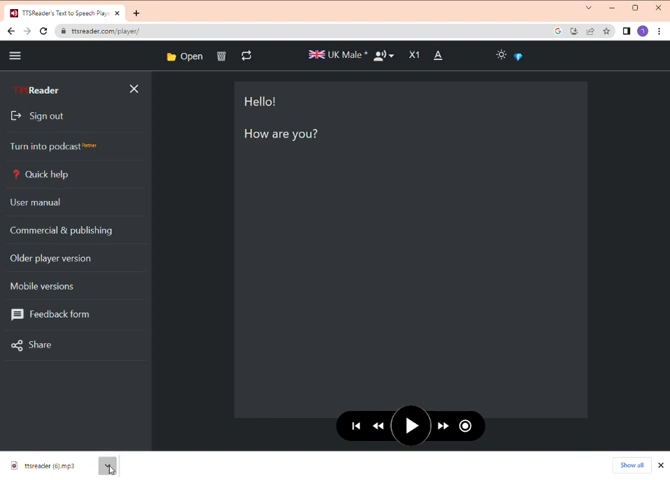 TTSReader's Text to Speech Playe
ttsreader.com/player/
Open
UK Male *
X1
A
TTSReader
Sign out
Turn into podcast Partner
Quick help
User manual
Commercial & publishing
Older player version
Mobile versions
Feedback form
Share
Hello!
How are you?
ttsreader (6).mp3
Show all